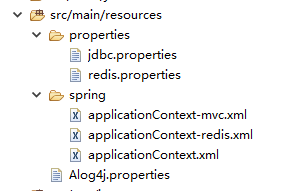 src/main/resources
properties
jdbc.properties
redis.properties
spring
applicationContext-mvc.xml
applicationContext-redis.xml
applicationContext.xml
Alog4j.properties